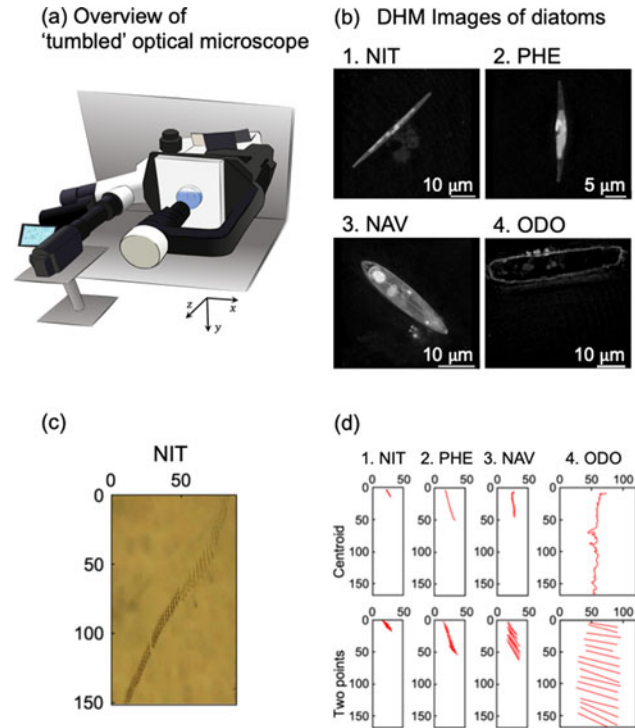 (a) Overview of
‘tumbled’ optical microscope
z
x
y
(b) DHM Images of diatoms
1. NIT
2. PHE
10 μm
5 μm
3. NAV
4. ODO
10 μm
10 μm
(c)
NIT
0 50
0
50
100
150
(d)
1. NIT 2. PHE 3. NAV 4. ODO
0 50 0 50 0 50 0 50 100
Centroid
0
50
100
150
0 50 0 50 0 50 0 50 100
Two points
0
50
100
150